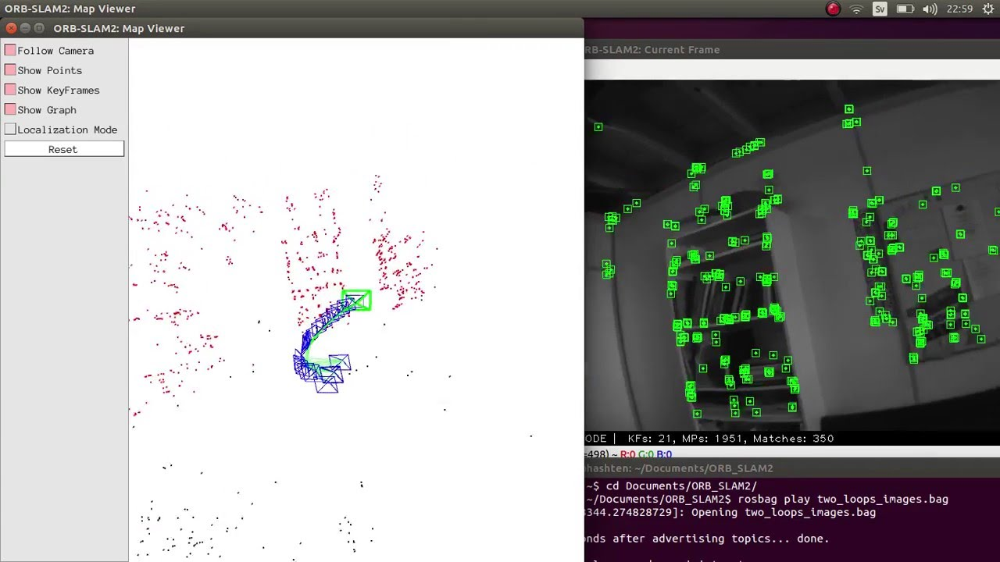 ORB-SLAM2: Map Viewer
Sv
22:59
ORB-SLAM2: Map Viewer
Follow Camera
Show Points
Show KeyFrames
Show Graph
Localization Mode
Reset
RB-SLAM2: Current Frame
ODE | KFs: 21, MPs: 1951, Matches: 350
=498) ~ R:0 G:0 B:0
hashten: ~/Documents/ORB_SLAM2
~$ cd Documents/ORB_SLAM2/
~/Documents/ORB_SLAM2$ rosbag play two_loops_images.bag
344.274828729]: Opening two_loops_images.bag
nds after advertising topics... done.